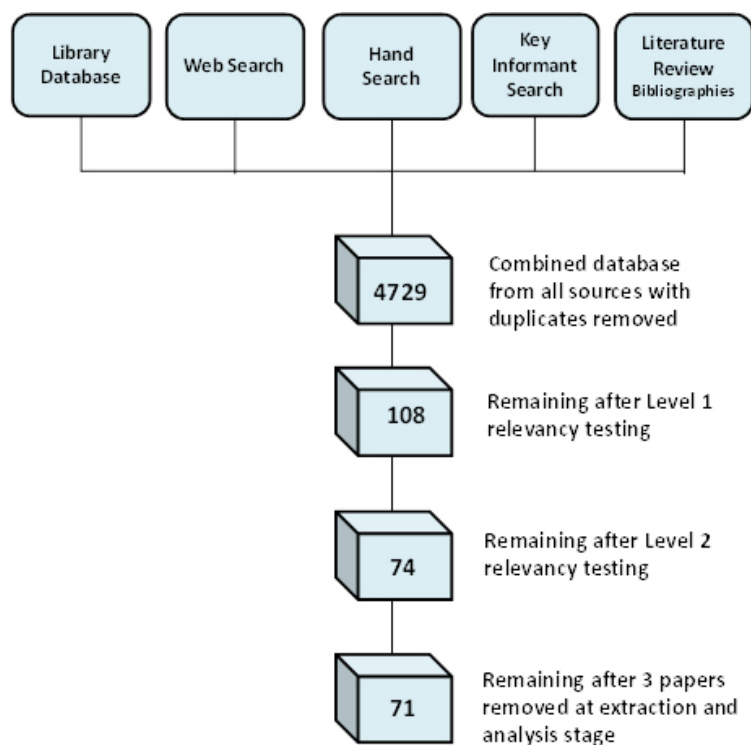 Library
Database
Web Search
Hand
Search
Key
Informant
Search
Literature
Review
Bibliographies
4729
Combined database
from all sources with
duplicates removed
108
Remaining after Level 1
relevancy testing
74
Remaining after Level 2
relevancy testing
71
Remaining after 3 papers
removed at extraction and
analysis stage